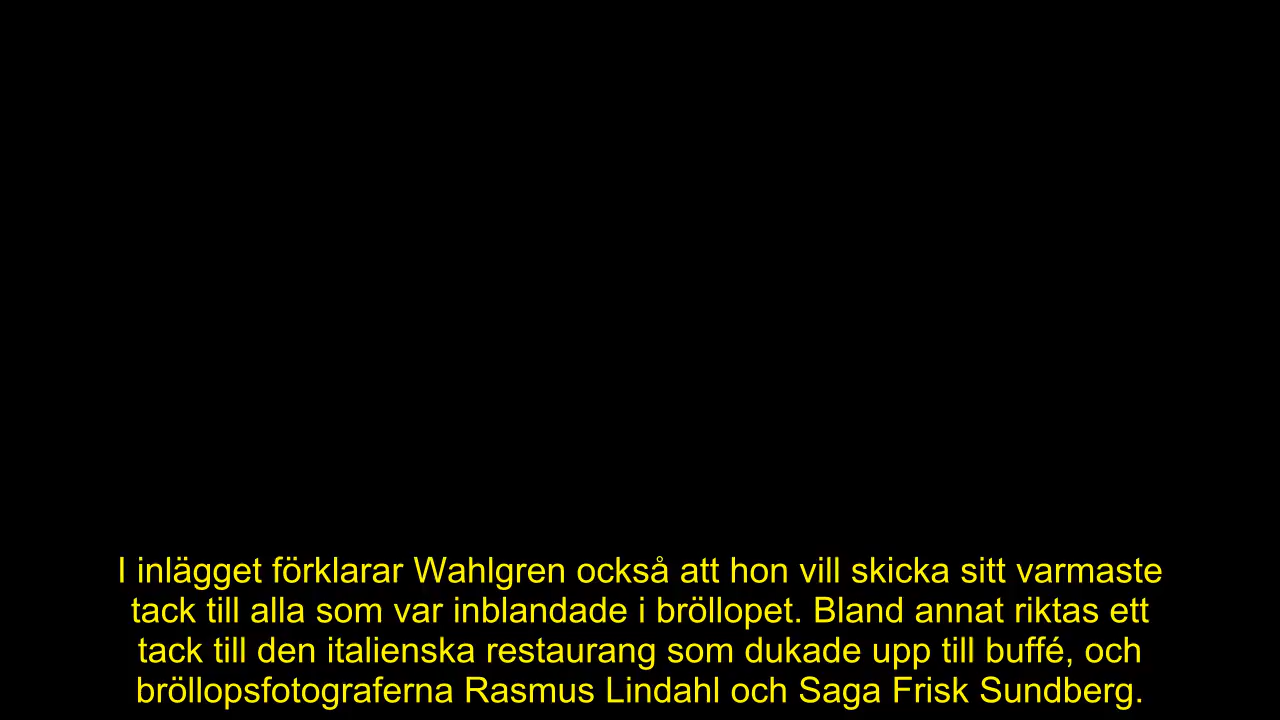 I inlägget förklarar Wahlgren också att hon vill skicka sitt varmaste
tack till alla som var inblandade i bröllopet. Bland annat riktas ett
tack till den italienska restaurang som dukade upp till buffé, och
bröllopsfotograferna Rasmus Lindahl och Saga Frisk Sundberg.